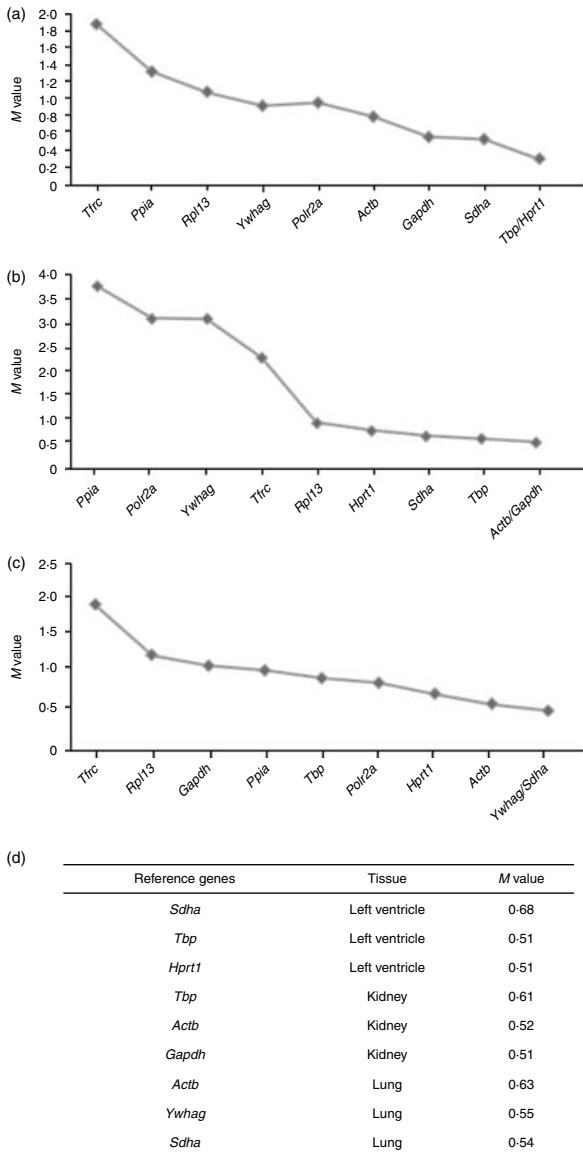 (a)
2·0
1·8
1·6
1·4
1·2
1·0
0·8
0·6
0·4
0·2
0
M value
Tfrc Ppia Rpl13 Ywhag Polr2a Actb Gapdh Sdha Tbp/Hprt1
(b)
4·0
3·5
3·0
2·5
2·0
1·5
1·0
0·5
0
M value
Ppia Polr2a Ywhag Tfrc Rpl13 Hprt1 Sdha Tbp Actb/Gapdh
(c)
2·5
2·0
1·5
1·0
0·5
0
M value
Tfrc Rpl13 Gapdh Ppia Tbp Polr2a Hprt1 Actb Ywhag/Sdha
(d)
Reference genes Tissue M value
Sdha Left ventricle 0·68
Tbp Left ventricle 0·51
Hprt1 Left ventricle 0·51
Tbp Kidney 0·61
Actb Kidney 0·52
Gapdh Kidney 0·51
Actb Lung 0·63
Ywhag Lung 0·55
Sdha Lung 0·54